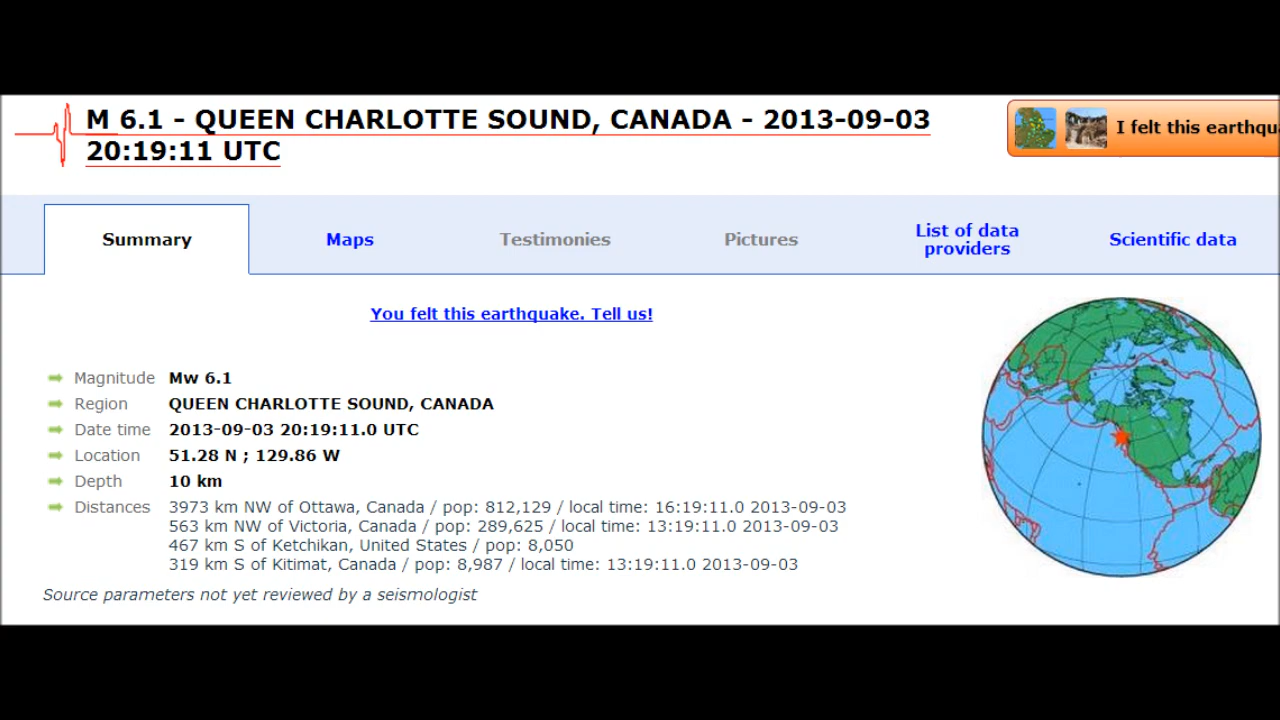 M 6.1 - QUEEN CHARLOTTE SOUND, CANADA - 2013-09-03
20:19:11 UTC
I felt this earthqua
Summary
Maps
Testimonies
Pictures
List of data
providers
Scientific data
You felt this earthquake. Tell us!
Magnitude Mw 6.1
Region QUEEN CHARLOTTE SOUND, CANADA
Date time 2013-09-03 20:19:11.0 UTC
Location 51.28 N ; 129.86 W
Depth 10 km
Distances 3973 km NW of Ottawa, Canada / pop: 812,129 / local time: 16:19:11.0 2013-09-03
563 km NW of Victoria, Canada / pop: 289,625 / local time: 13:19:11.0 2013-09-03
467 km S of Ketchikan, United States / pop: 8,050
319 km S of Kitimat, Canada / pop: 8,987 / local time: 13:19:11.0 2013-09-03
Source parameters not yet reviewed by a seismologist